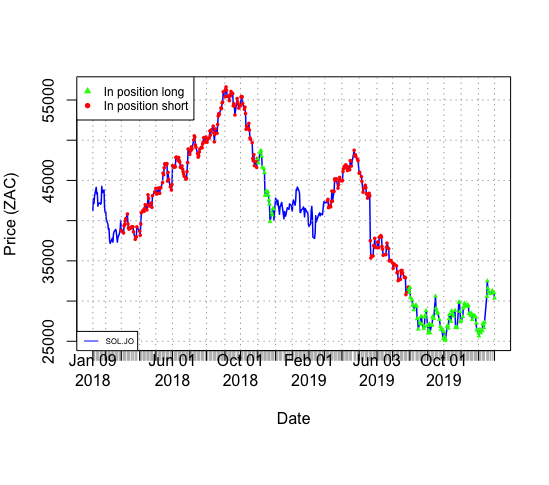 In position long
In position short
Price (ZAC)
55000
45000
35000
25000
SOL.JO
Jan 09 Jun 01 Oct 01 Feb 01 Jun 03 Oct 01
2018 2018 2018 2019 2019 2019
Date